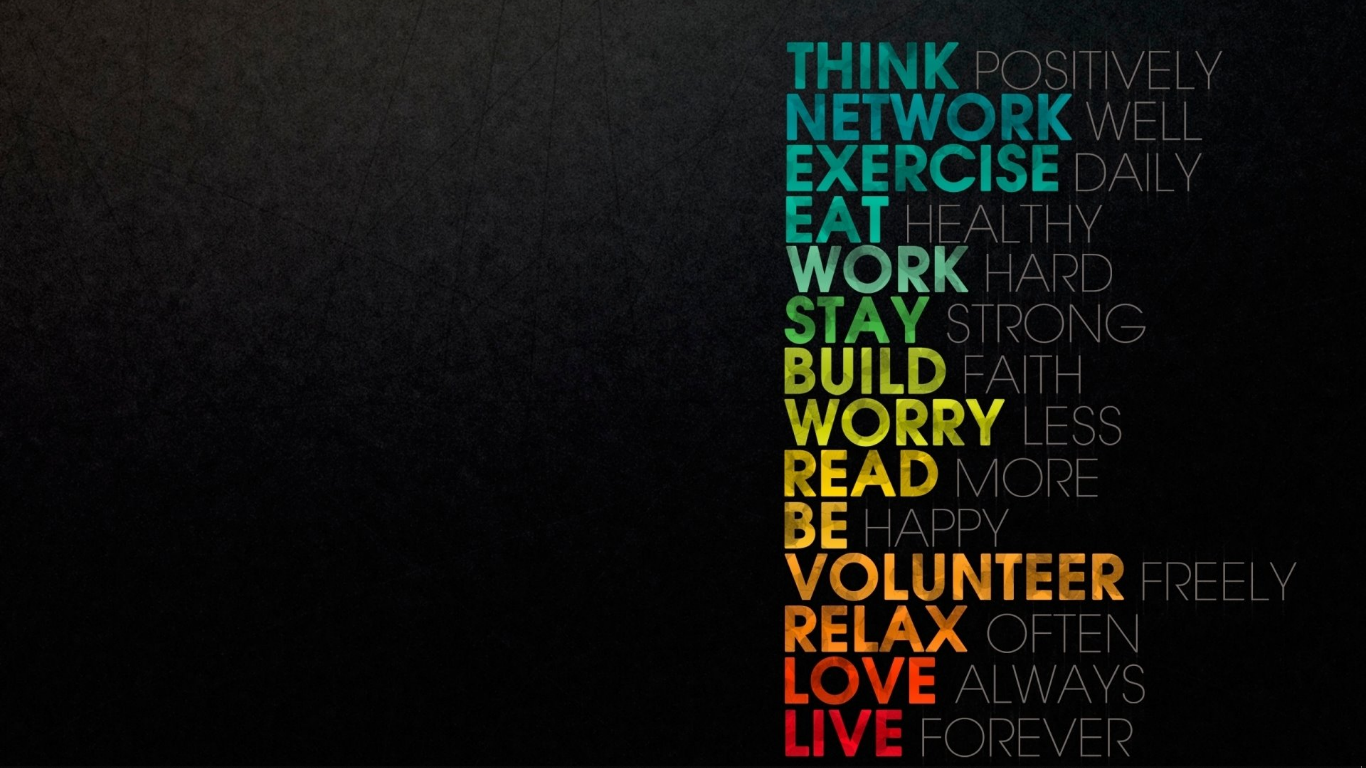 THINK POSITIVELY
NETWORK WELL
EXERCISE DAILY
EAT HEALTHY
WORK HARD
STAY STRONG
BUILD FAITH
WORRY LESS
READ MORE
BE HAPPY
VOLUNTEER FREELY
RELAX OFTEN
LOVE ALWAYS
LIVE FOREVER